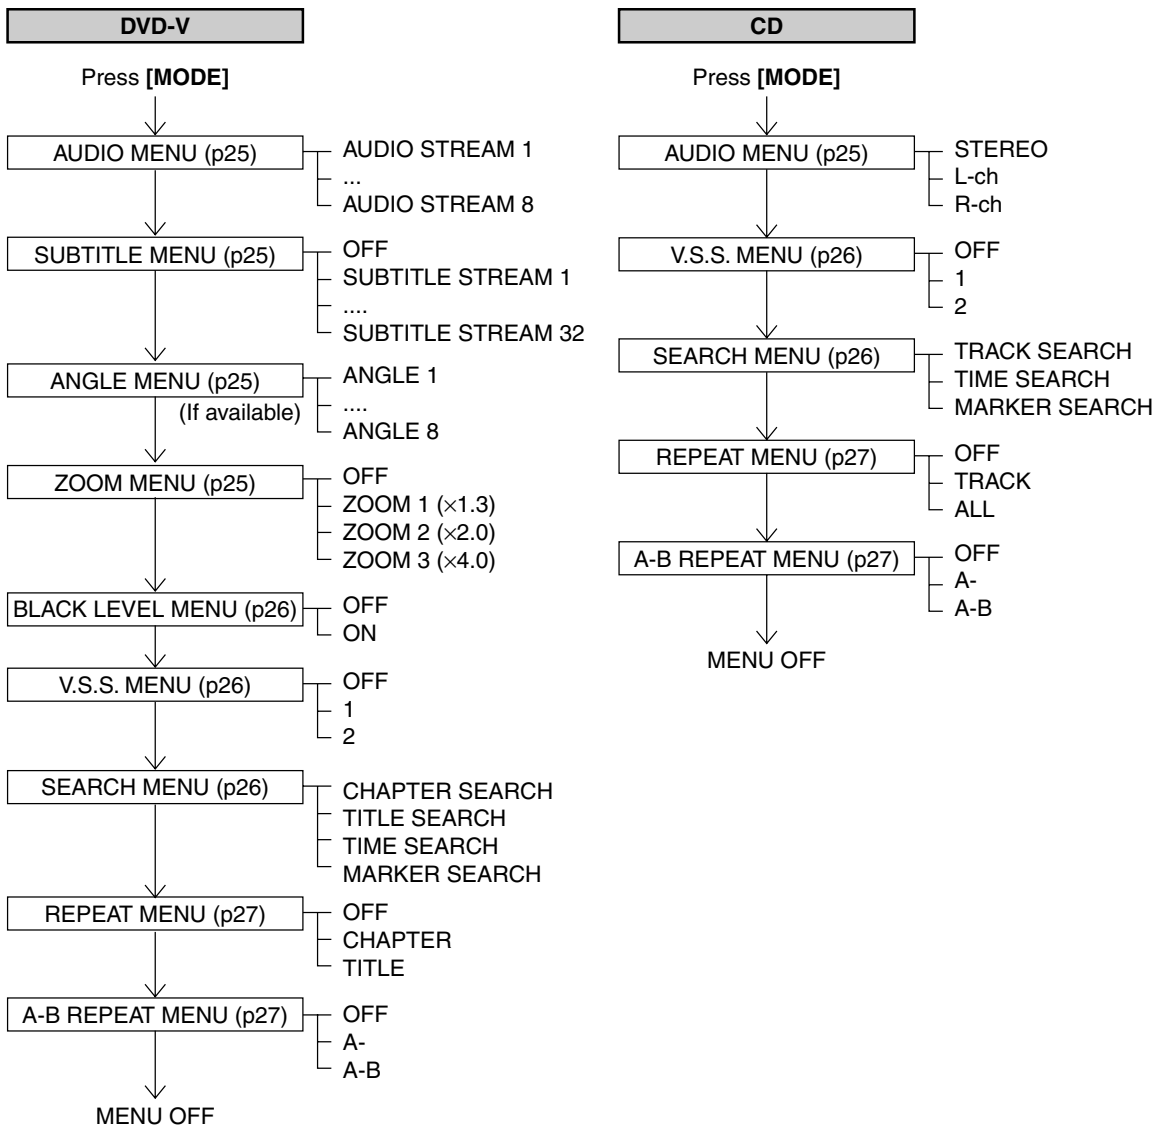 DVD-V
Press [MODE]
AUDIO MENU (p25)
AUDIO STREAM 1
...
AUDIO STREAM 8
SUBTITLE MENU (p25)
OFF
SUBTITLE STREAM 1
....
SUBTITLE STREAM 32
ANGLE MENU (p25)
(If available)
ANGLE 1
....
ANGLE 8
ZOOM MENU (p25)
OFF
ZOOM 1 (×1.3)
ZOOM 2 (×2.0)
ZOOM 3 (×4.0)
BLACK LEVEL MENU (p26)
OFF
ON
V.S.S. MENU (p26)
OFF
1
2
SEARCH MENU (p26)
CHAPTER SEARCH
TITLE SEARCH
TIME SEARCH
MARKER SEARCH
REPEAT MENU (p27)
OFF
CHAPTER
TITLE
A-B REPEAT MENU (p27)
OFF
A-
A-B
MENU OFF
CD
Press [MODE]
AUDIO MENU (p25)
STEREO
L-ch
R-ch
V.S.S. MENU (p26)
OFF
1
2
SEARCH MENU (p26)
TRACK SEARCH
TIME SEARCH
MARKER SEARCH
REPEAT MENU (p27)
OFF
TRACK
ALL
A-B REPEAT MENU (p27)
OFF
A-
A-B
MENU OFF